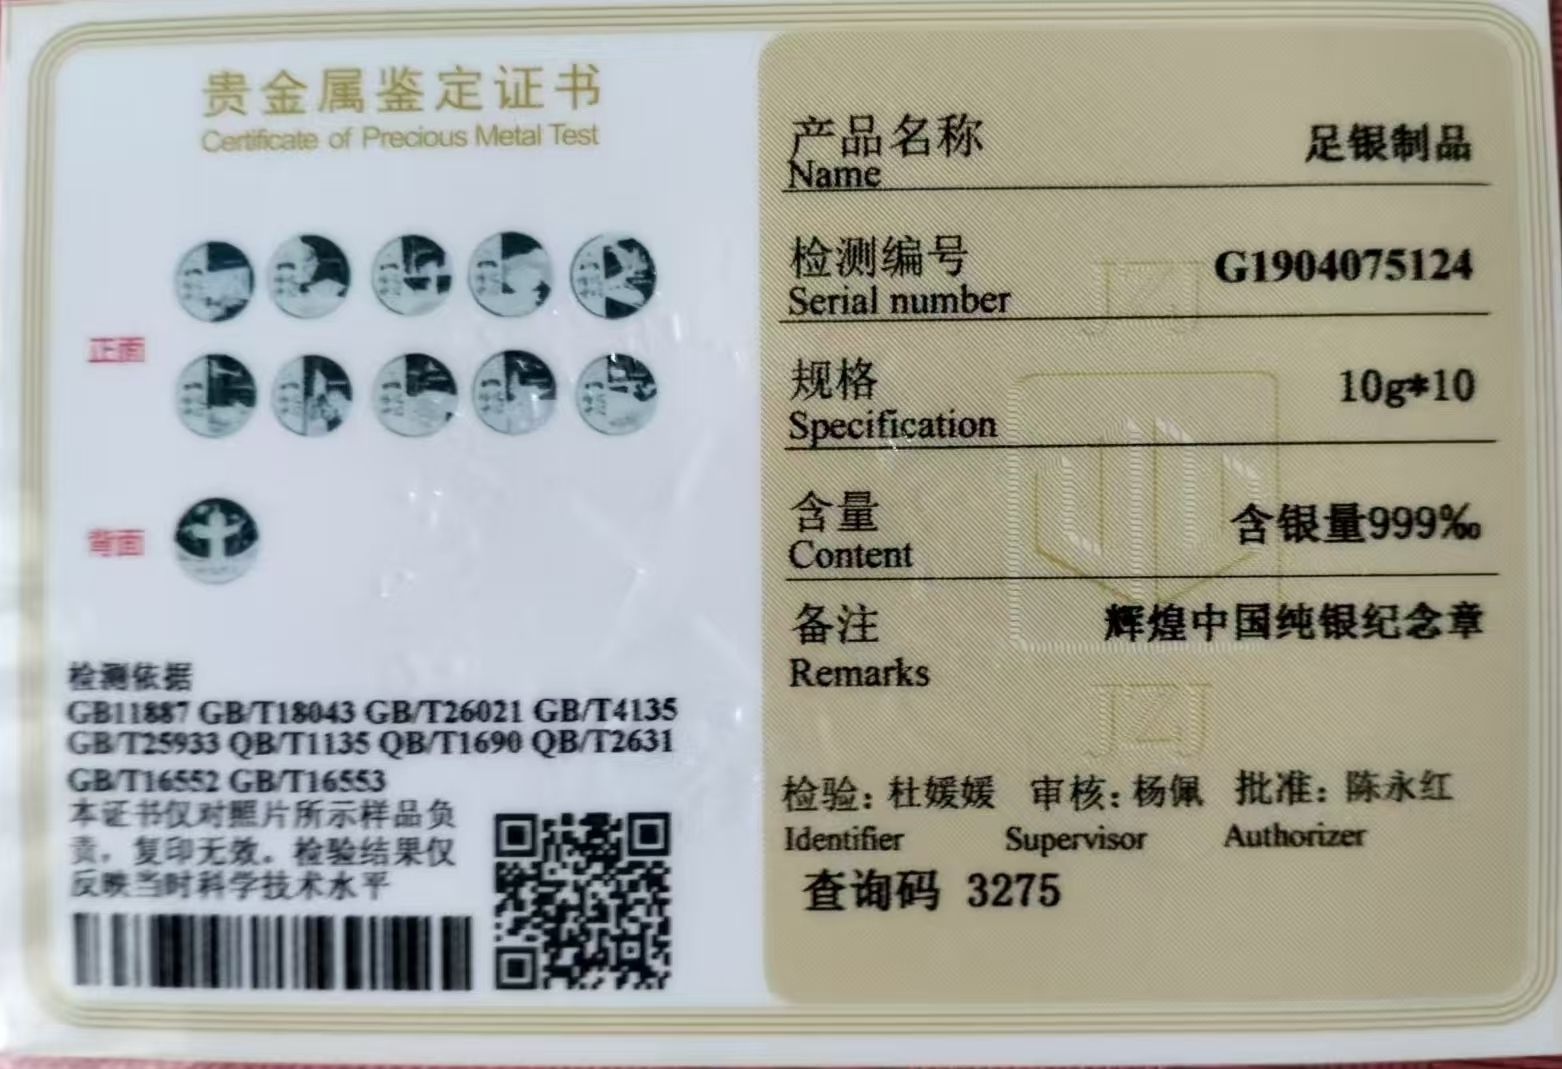 贵金属鉴定证书
Certificate of Precious Metal Test
正面
背面
检测依据
GB11887 GB/T18043 GB/T26021 GB/T4135
GB/T25933 QB/T1135 QB/T1690 QB/T2631
GB/T16552 GB/T16553
本证书仅对照片所示样品负
责，复印无效。检验结果仅
反映当时科学技术水平
产品名称 足银制品
Name
检测编号 G1904075124
Serial number
规格 10g*10
Specification
含量 含银量999‰
Content
备注 辉煌中国纯银纪念章
Remarks
JZJ
JZJ
检验：杜媛媛 审核：杨佩 批准：陈永红
Identifier Supervisor Authorizer
查询码 3275